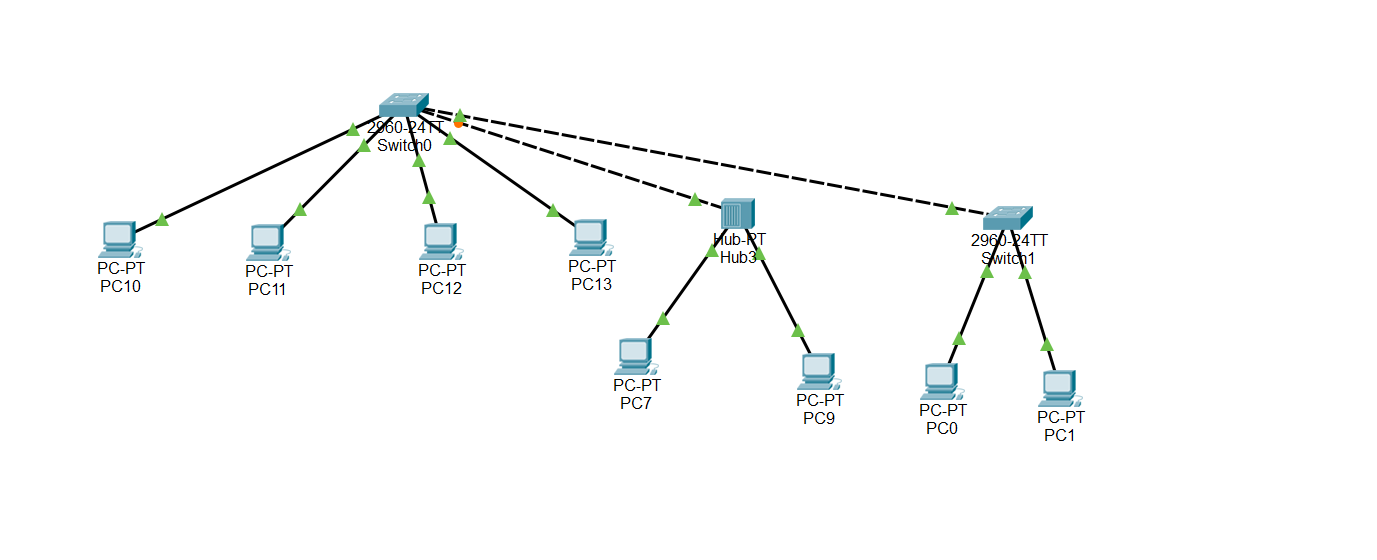 2960-24TT
Switch0
PC-PT
PC10
PC-PT
PC11
PC-PT
PC12
PC-PT
PC13
Hub-PT
Hub3
2960-24TT
Switch1
PC-PT
PC7
PC-PT
PC9
PC-PT
PC0
PC-PT
PC1